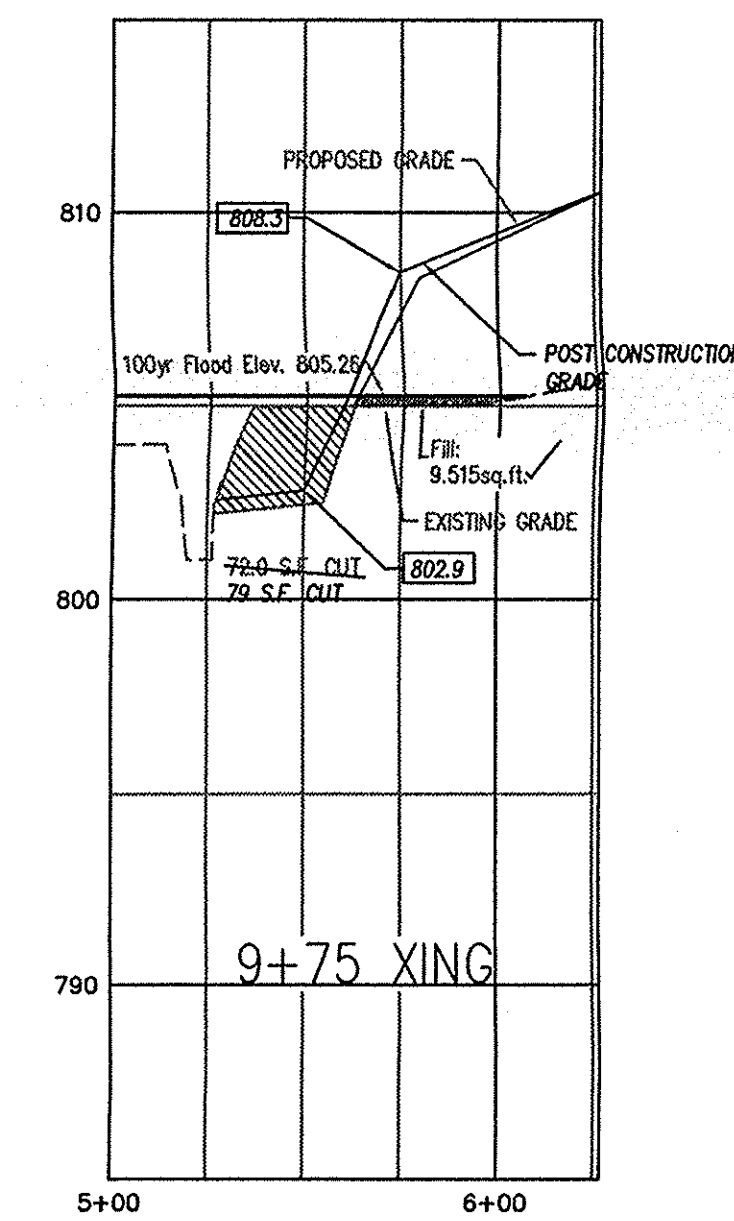 PROPOSED GRADE
810
808.3
100yr Flood Elev. 805.26
POST CONSTRUCTION
GRADE
Fill:
9.515sq.ft.
EXISTING GRADE
72.0 S.F. CUT
802.9
79 S.F. CUT
800
9+75 XING
790
5+00 6+00